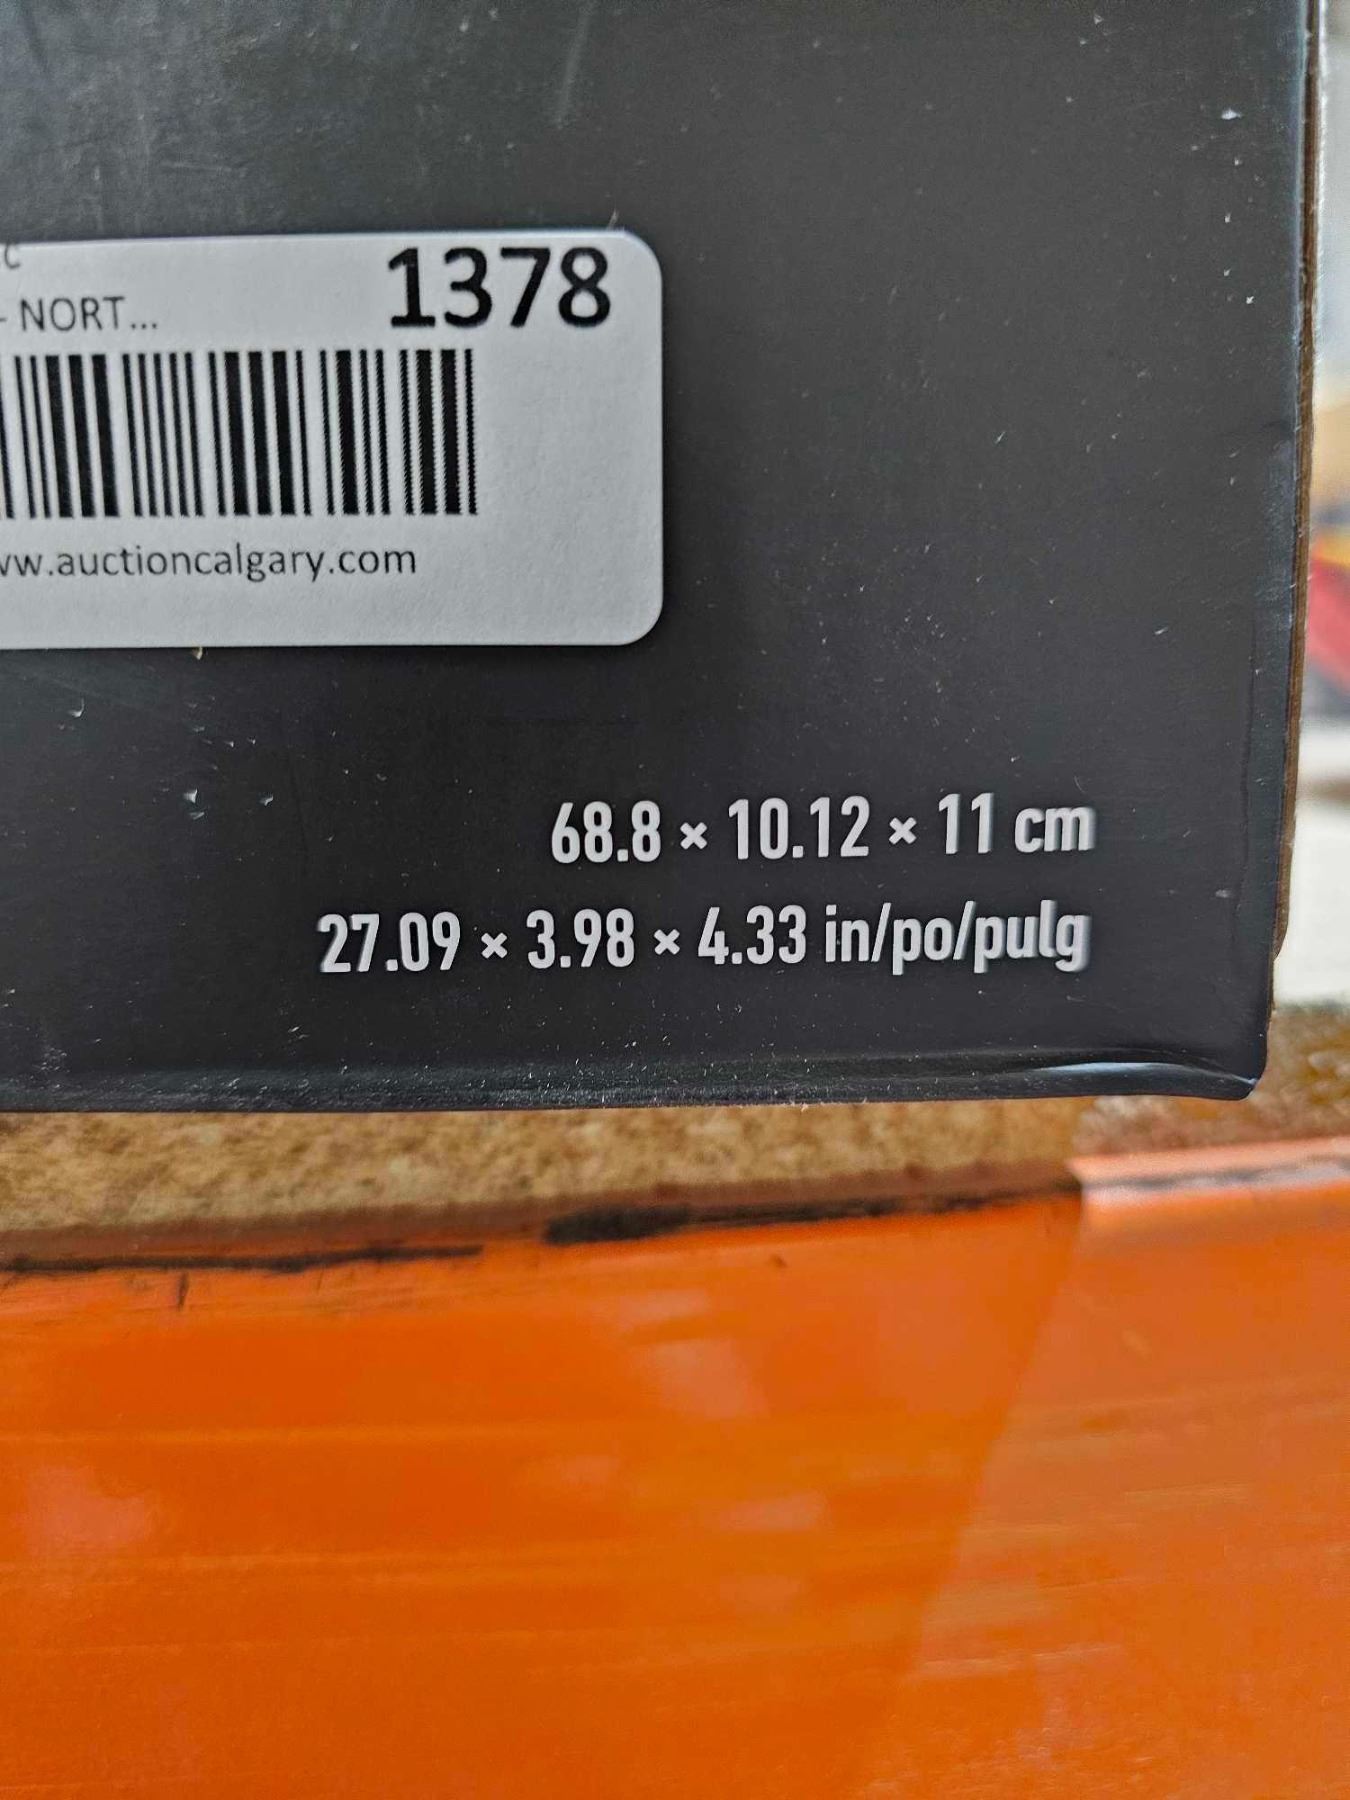 1378
- NORT...
www.auctioncalgary.com
68.8 × 10.12 × 11 cm
27.09 × 3.98 × 4.33 in/po/pulg